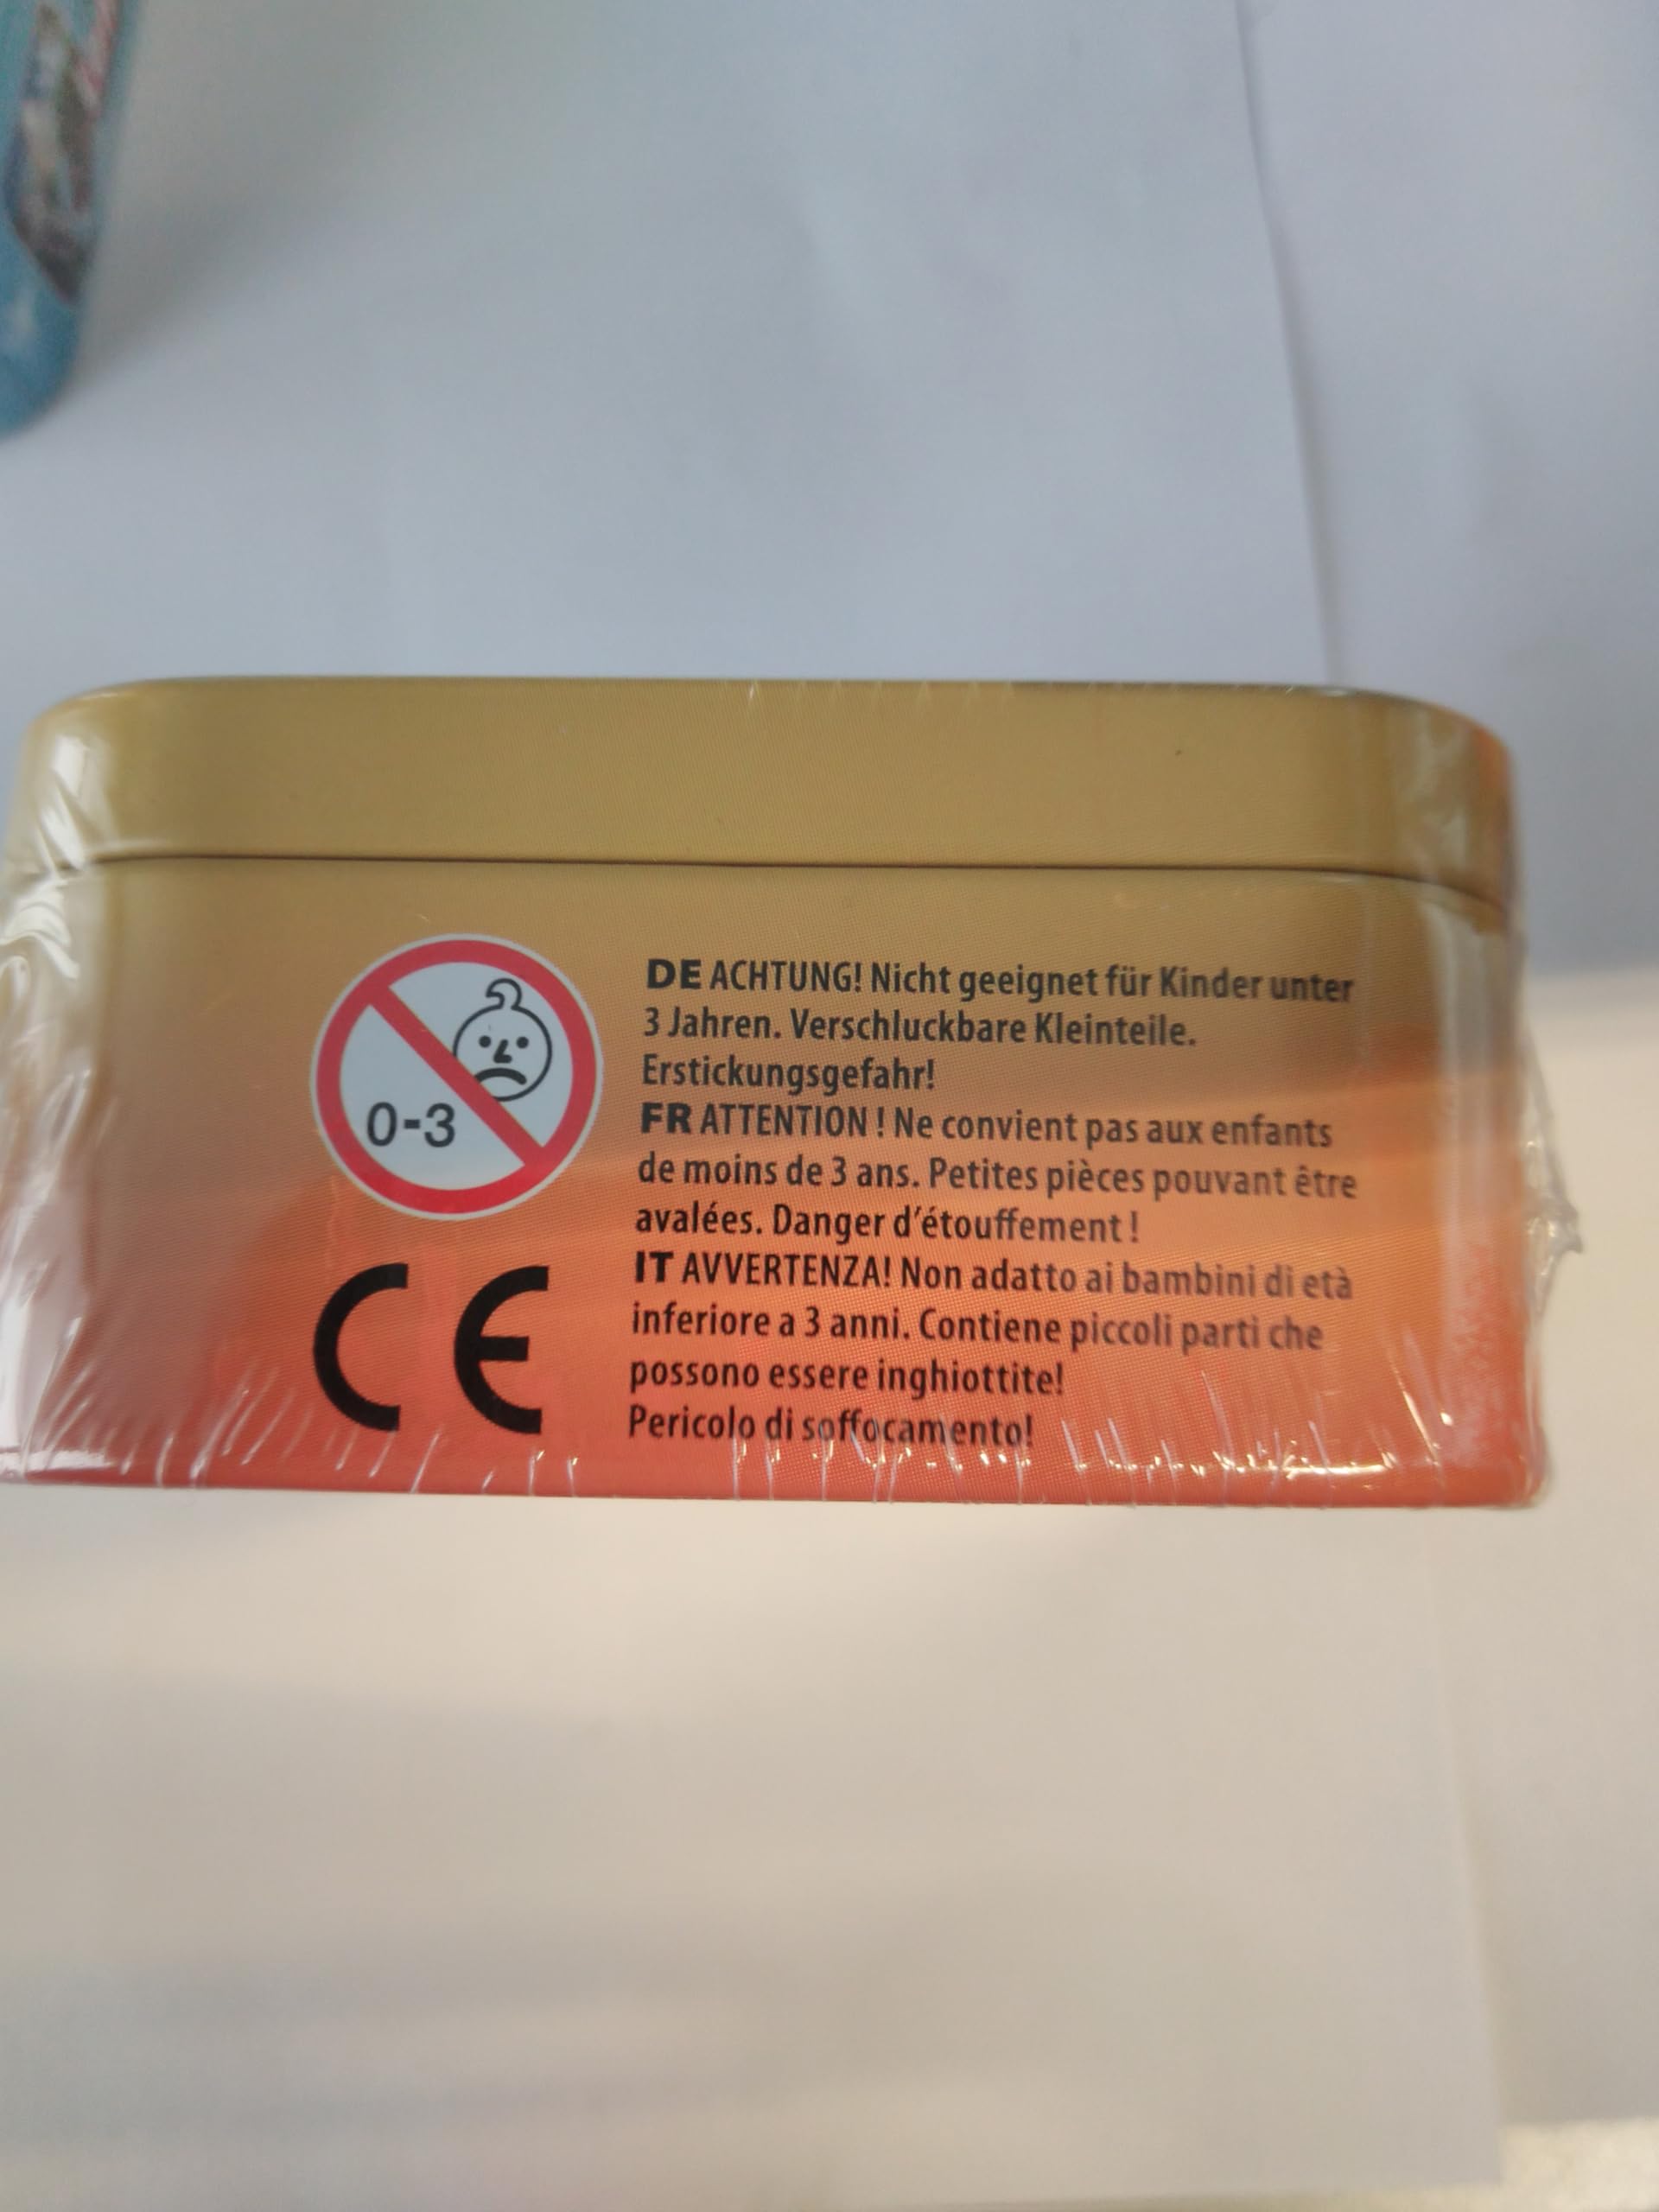 DE ACHTUNG! Nicht geeignet für Kinder unter
3 Jahren. Verschluckbare Kleinteile.
Erstickungsgefahr!
FR ATTENTION ! Ne convient pas aux enfants
de moins de 3 ans. Petites pièces pouvant être
avalées. Danger d'étouffement !
IT AVVERTENZA! Non adatto ai bambini di età
inferiore a 3 anni. Contiene piccoli parti che
possono essere inghiottite!
Pericolo di soffocamento!
0-3
CE